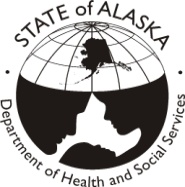 STATE of ALASKA
Department of Health and Social Services